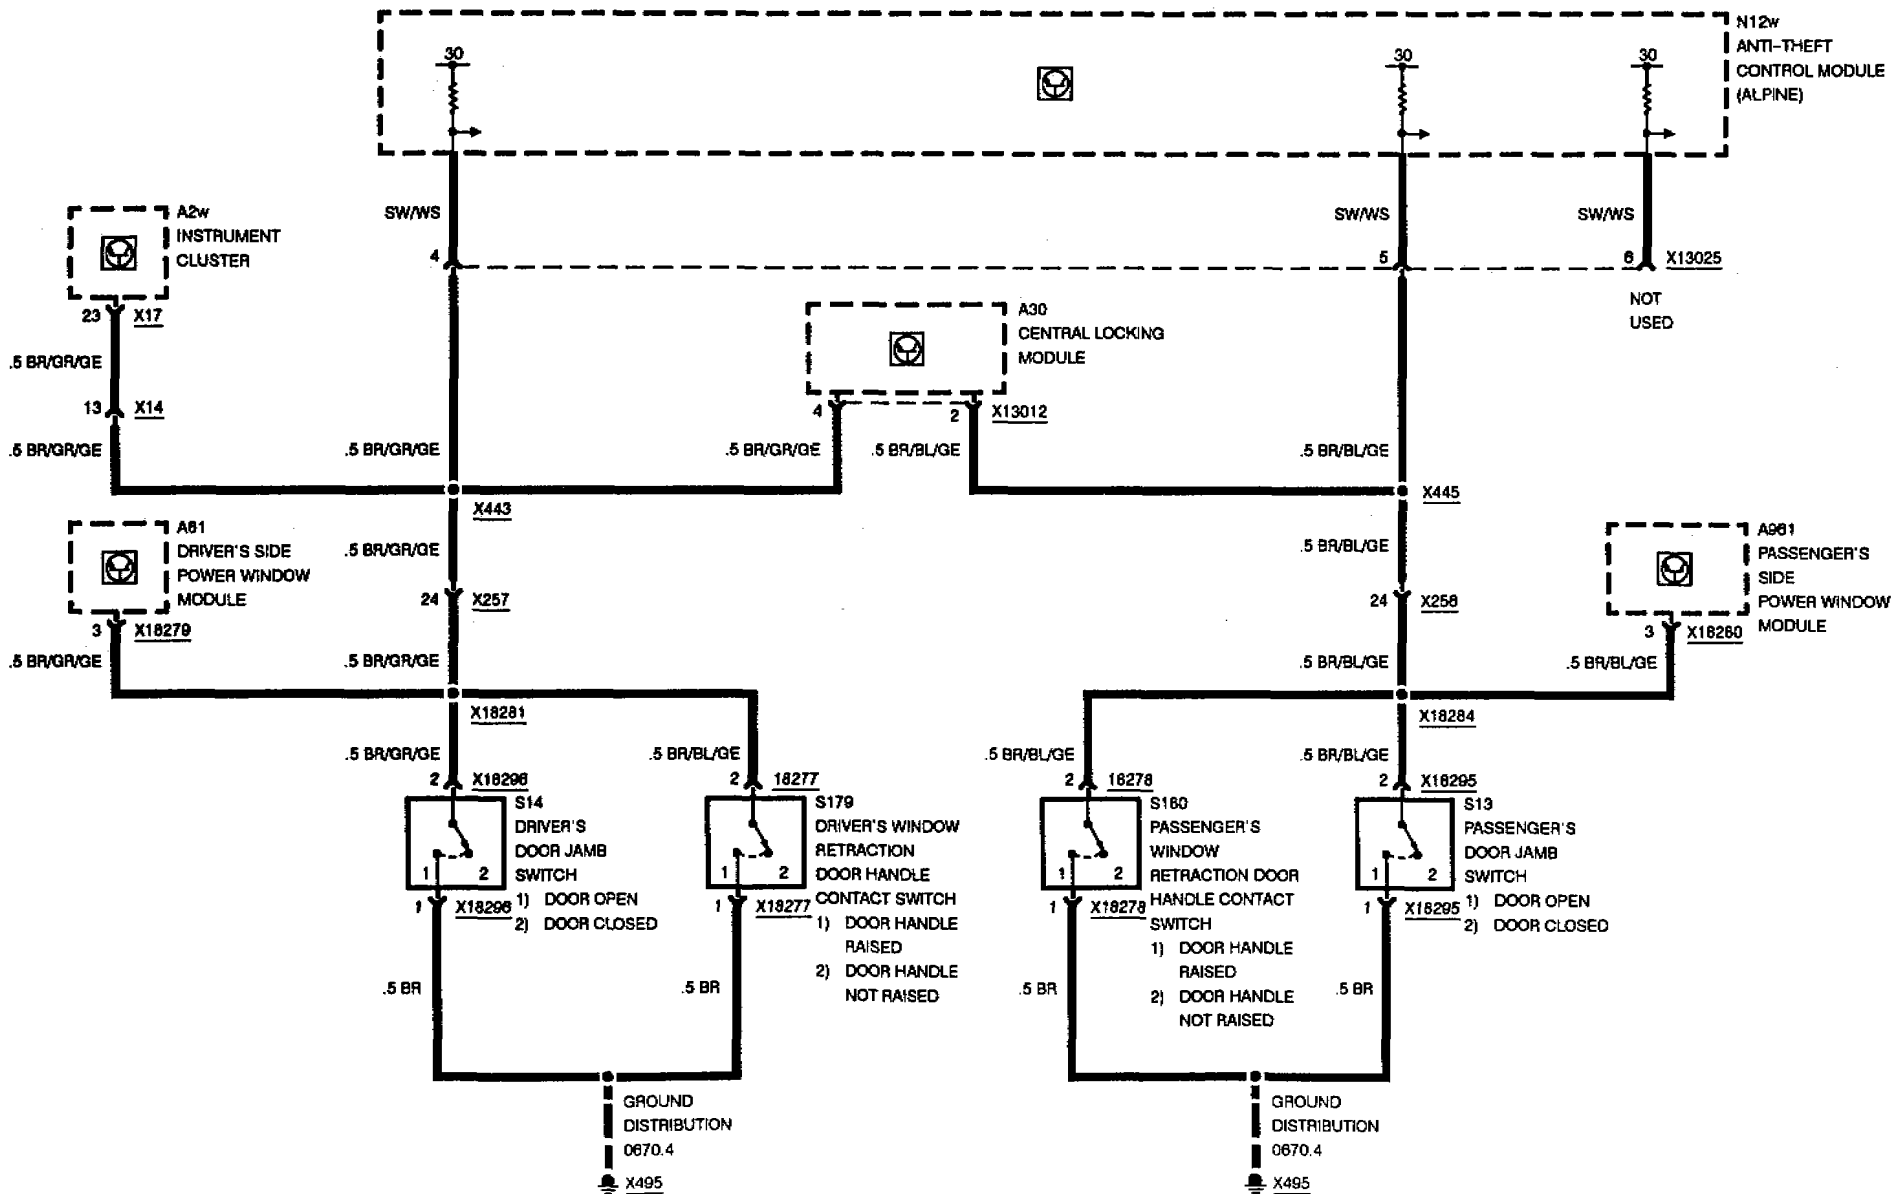 N12w
ANTI-THEFT
CONTROL MODULE
(ALPINE)
30
30
30
SW/WS
SW/WS
SW/WS
4
5
6
X13025
NOT
USED
A2w
INSTRUMENT
CLUSTER
23
X17
.5 BR/GR/GE
13
X14
.5 BR/GR/GE
.5 BR/GR/GE
A30
CENTRAL LOCKING
MODULE
4
2
X13012
.5 BR/GR/GE
.5 BR/BL/GE
.5 BR/BL/GE
X443
X445
A61
DRIVER'S SIDE
POWER WINDOW
MODULE
3
X18279
.5 BR/GR/GE
.5 BR/GR/GE
24
X257
.5 BR/GR/GE
X18281
.5 BR/BL/GE
24
X258
.5 BR/BL/GE
X18284
A961
PASSENGER'S
SIDE
POWER WINDOW
MODULE
3
X18280
.5 BR/BL/GE
.5 BR/GR/GE
2
X18296
S14
DRIVER'S
DOOR JAMB
SWITCH
1) DOOR OPEN
2) DOOR CLOSED
1
2
1
X18296
.5 BR
.5 BR/BL/GE
2
18277
S179
DRIVER'S WINDOW
RETRACTION
DOOR HANDLE
CONTACT SWITCH
1) DOOR HANDLE
RAISED
2) DOOR HANDLE
NOT RAISED
1
2
1
X18277
.5 BR
.5 BR/BL/GE
2
18278
S180
PASSENGER'S
WINDOW
RETRACTION DOOR
HANDLE CONTACT
SWITCH
1) DOOR HANDLE
RAISED
2) DOOR HANDLE
NOT RAISED
1
2
1
X18278
.5 BR
.5 BR/BL/GE
2
X18295
S13
PASSENGER'S
DOOR JAMB
SWITCH
1) DOOR OPEN
2) DOOR CLOSED
1
2
1
X18295
.5 BR
GROUND
DISTRIBUTION
0670.4
X495
GROUND
DISTRIBUTION
0670.4
X495